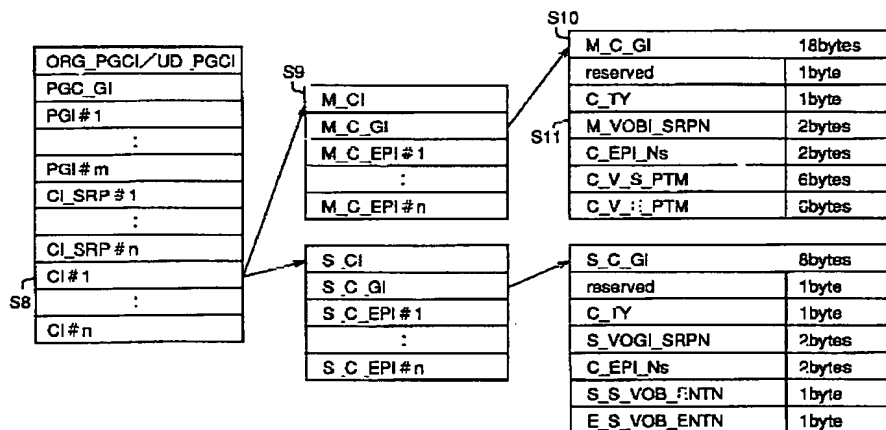 ORG_PGCI/UD_PGCI
PGC_GI
PGI#1
:
PGI#m
CI_SRP#1
:
CI_SRP#n
CI#1
:
CI#n
S8
S9
M_CI
M_C_GI
M_C_EPI#1
:
M_C_EPI#n
S_CI
S_C_GI
S_C_EPI#1
:
S_C_EPI#n
S10
M_C_GI 18bytes
reserved 1byte
C_TY 1byte
S11
M_VOBI_SRPN 2bytes
C_EPI_Ns 2bytes
C_V_S_PTM 6bytes
S_C_GI 8bytes
reserved 1byte
C_TY 1byte
S_VOGI_SRPN 2bytes
C_EPI_Ns 2bytes
S_S_VOB_ENTN 1byte
E_S_VOB_ENTN 1byte